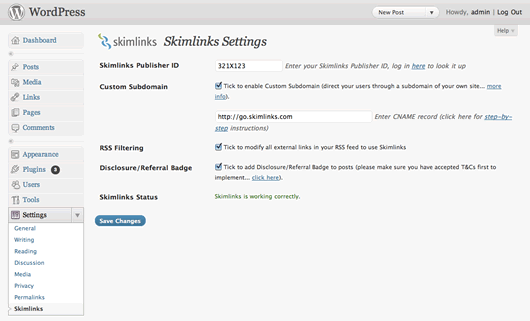 WordPress
New Post
Howdy, admin | Log Out
Help
Dashboard
Posts
Media
Links
Pages
Comments
Appearance
Plugins 3
Users
Tools
Settings
General
Writing
Reading
Discussion
Media
Privacy
Permalinks
Skimlinks
skimlinks Skimlinks Settings
Skimlinks Publisher ID
321X123
Enter your Skimlinks Publisher ID, log in here to look it up
Custom Subdomain
Tick to enable Custom Subdomain (direct your users through a subdomain of your own site... more
info).
http://go.skimlinks.com
Enter CNAME record (click here for step-by-
step instructions)
RSS Filtering
Tick to modify all external links in your RSS feed to use Skimlinks
Disclosure/Referral Badge
Tick to add Disclosure/Referral Badge to posts (please make sure you have accepted T&Cs first to
implement... click here).
Skimlinks Status
Skimlinks is working correctly.
Save Changes